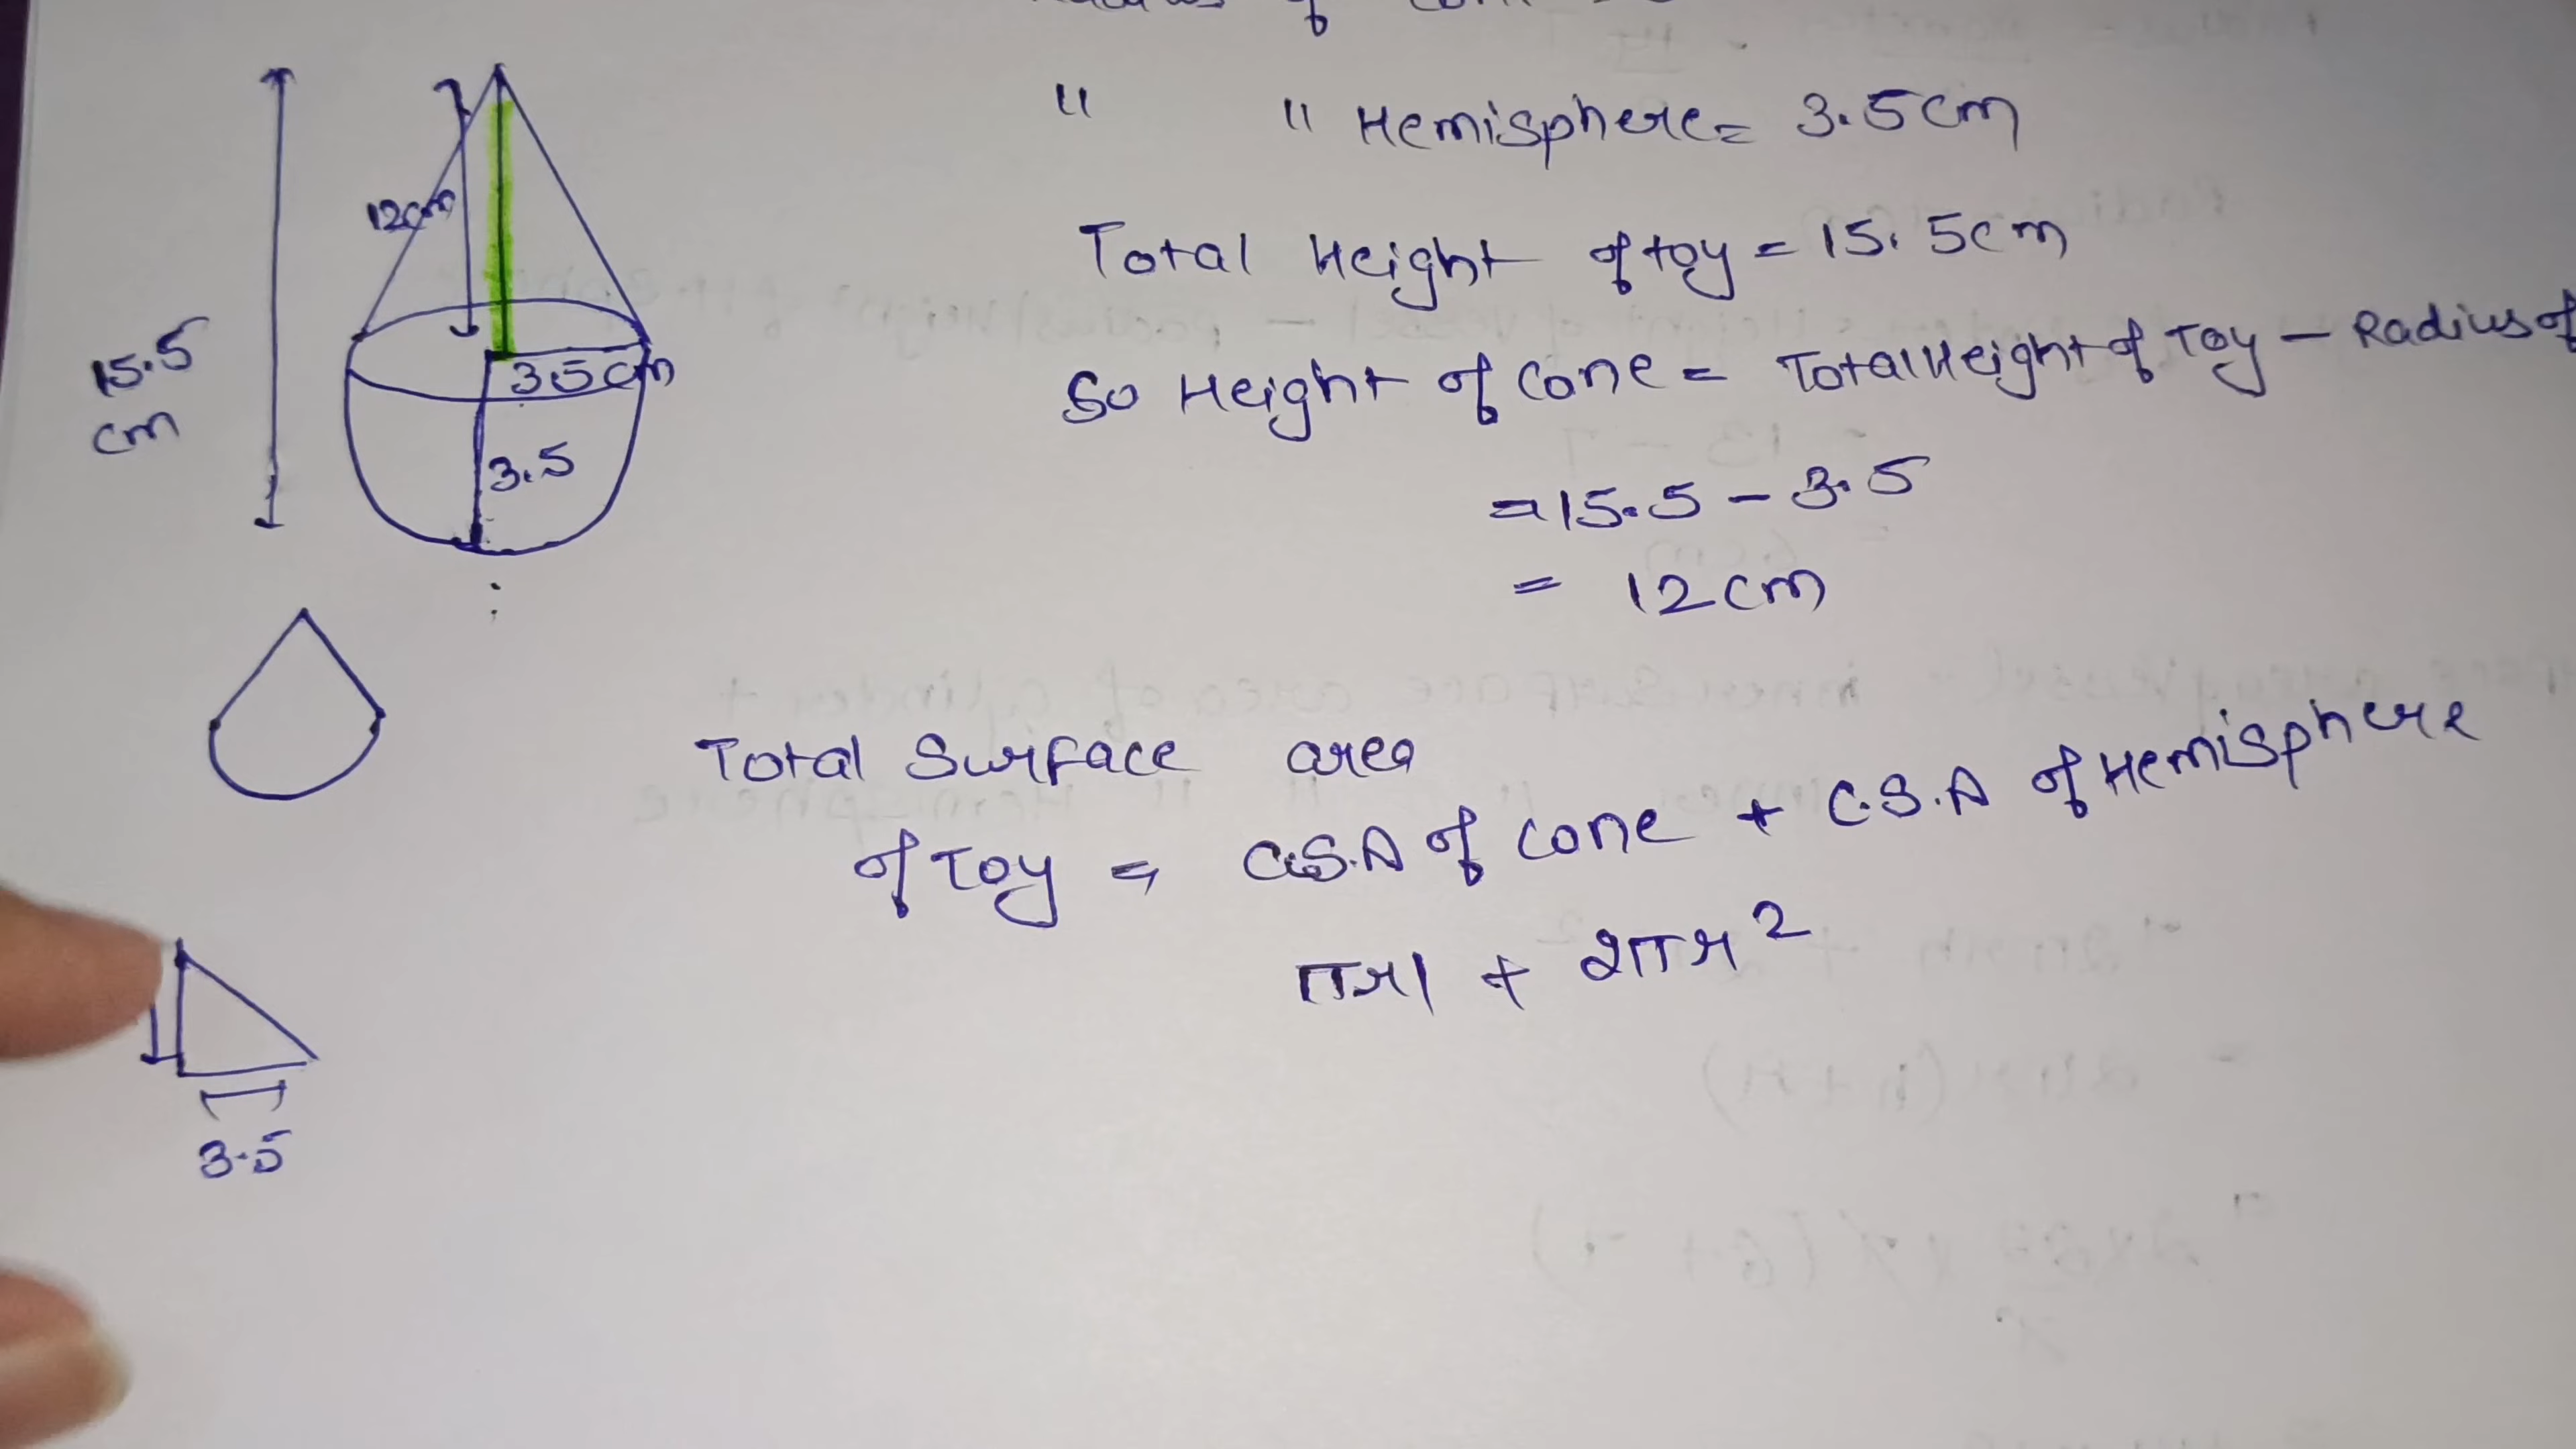 of
" " Hemisphere = 3.5cm
Total Height of toy = 15.5cm
So Height of cone = Total Height of Toy - Radius of
= 15.5 - 3.5
= 12cm
Total Surface area
of Toy = C.S.A of cone + C.S.A of Hemisphere
πrl + 2πr²
12cm
15.5
cm
3.5cm
3.5
3.5